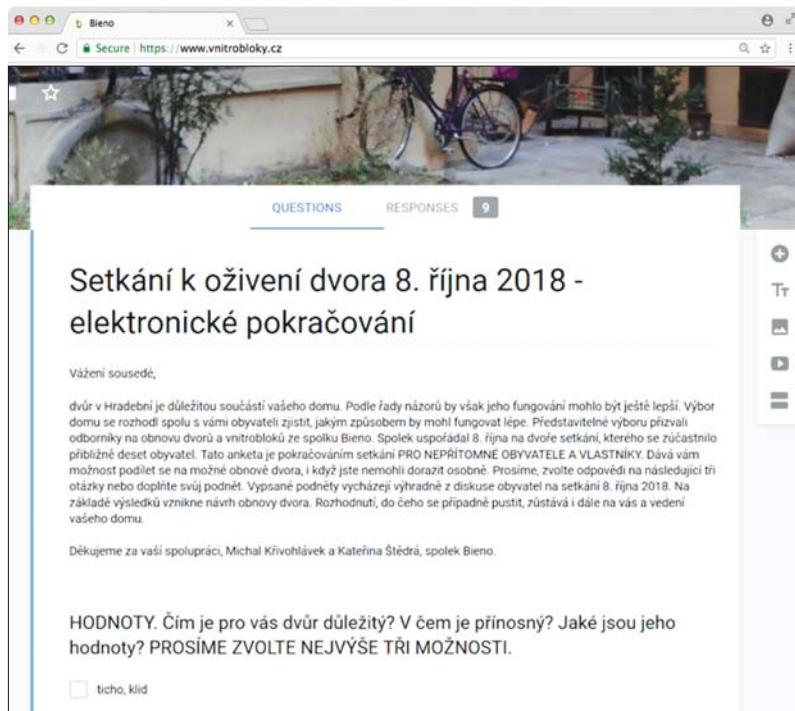 Bieno
Secure | https://www.vnitrobloky.cz
QUESTIONS RESPONSES 9
Setkání k oživení dvora 8. října 2018 -
elektronické pokračování
Vážení sousedé,
dvůr v Hradební je důležitou součástí vašeho domu. Podle řady názorů by však jeho fungování mohlo být ještě lepší. Výbor
domu se rozhodl spolu s vámi obyvateli zjistit, jakým způsobem by mohl fungovat lépe. Představitelné výboru přizvali
odborníky na obnovu dvorů a vnitrobloků ze spolku Bieno. Spolek uspořádal 8. října na dvoře setkání, kterého se zúčastnilo
přibližně deset obyvatel. Tato anketa je pokračováním setkání PRO NEPŘÍTOMNÉ OBYVATELE A VLASTNÍKY. Dává vám
možnost podílet se na možné obnově dvora, i když jste nemohli dorazit osobně. Prosíme, zvolte odpovědi na následující tři
otázky nebo doplňte svůj podnět. Vypsané podněty vycházejí výhradně z diskuse obyvatel na setkání 8. října 2018. Na
základě výsledků vznikne návrh obnovy dvora. Rozhodnutí, do čeho se případně pustit, zůstává i dále na vás a vedení
vašeho domu.
Děkujeme za vaší spolupráci, Michal Křivohlávek a Kateřina Štědrá, spolek Bieno.
HODNOTY. Čím je pro vás dvůr důležitý? V čem je přínosný? Jaké jsou jeho
hodnoty? PROSÍME ZVOLTE NEJVÝŠE TŘI MOŽNOSTI.
ticho, klid